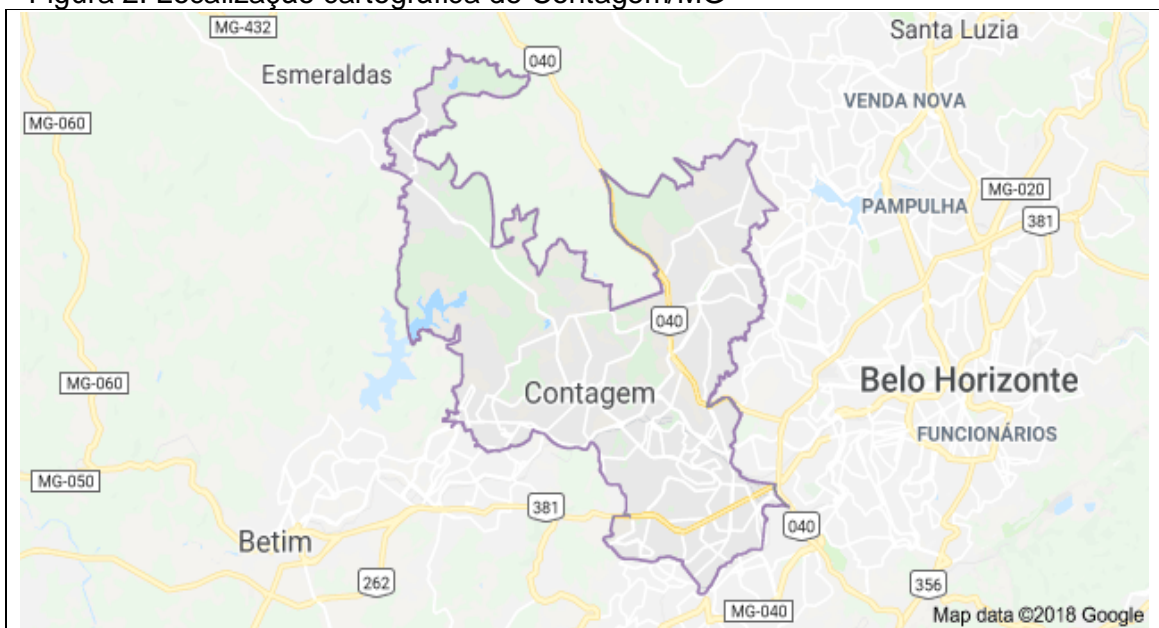 Figura 2: Localização cartográfica de Contagem/MG
MG-432
Santa Luzia
040
Esmeraldas
VENDA NOVA
MG-060
MG-020
PAMPULHA
381
040
MG-060
Belo Horizonte
Contagem
FUNCIONÁRIOS
MG-050
381
040
Betim
262
356
MG-040
Map data ©2018 Google